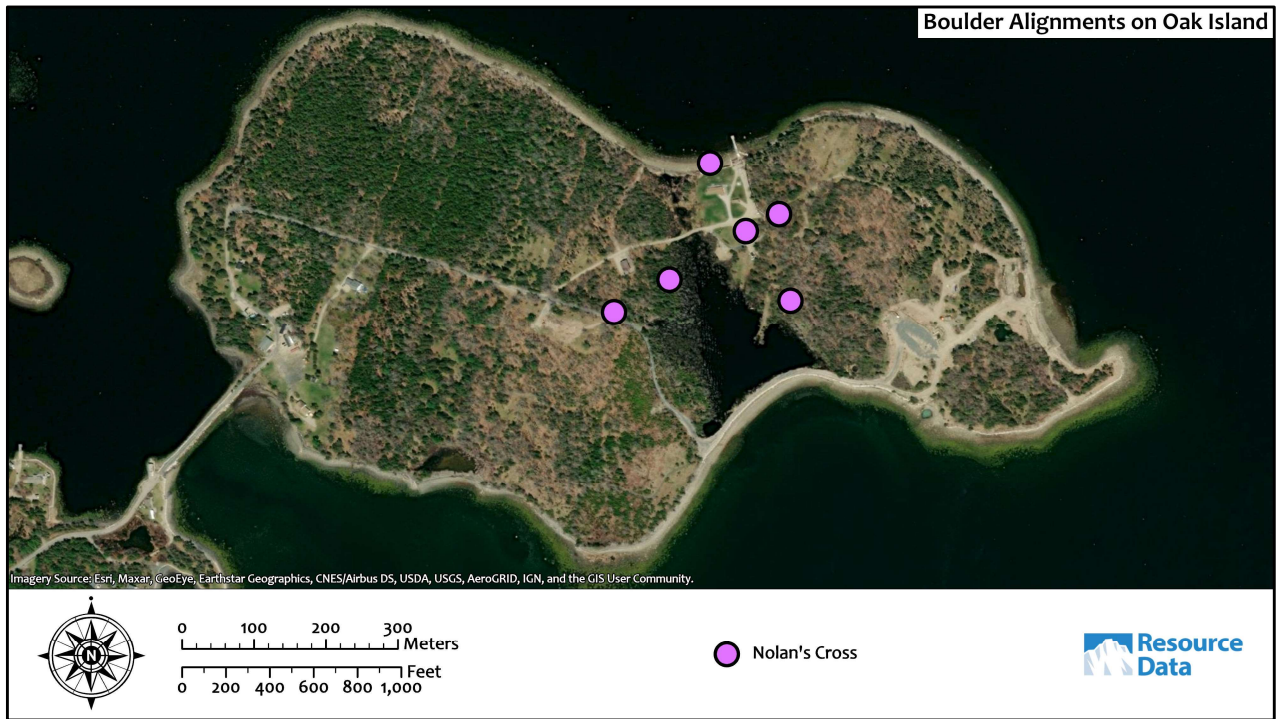 Boulder Alignments on Oak Island
Imagery Source: Esri, Maxar, GeoEye, Earthstar Geographics, CNES/Airbus DS, USDA, USGS, AeroGRID, IGN, and the GIS User Community.
N
0 100 200 300
Meters
Feet
0 200 400 600 800 1,000
Nolan's Cross
Resource
Data